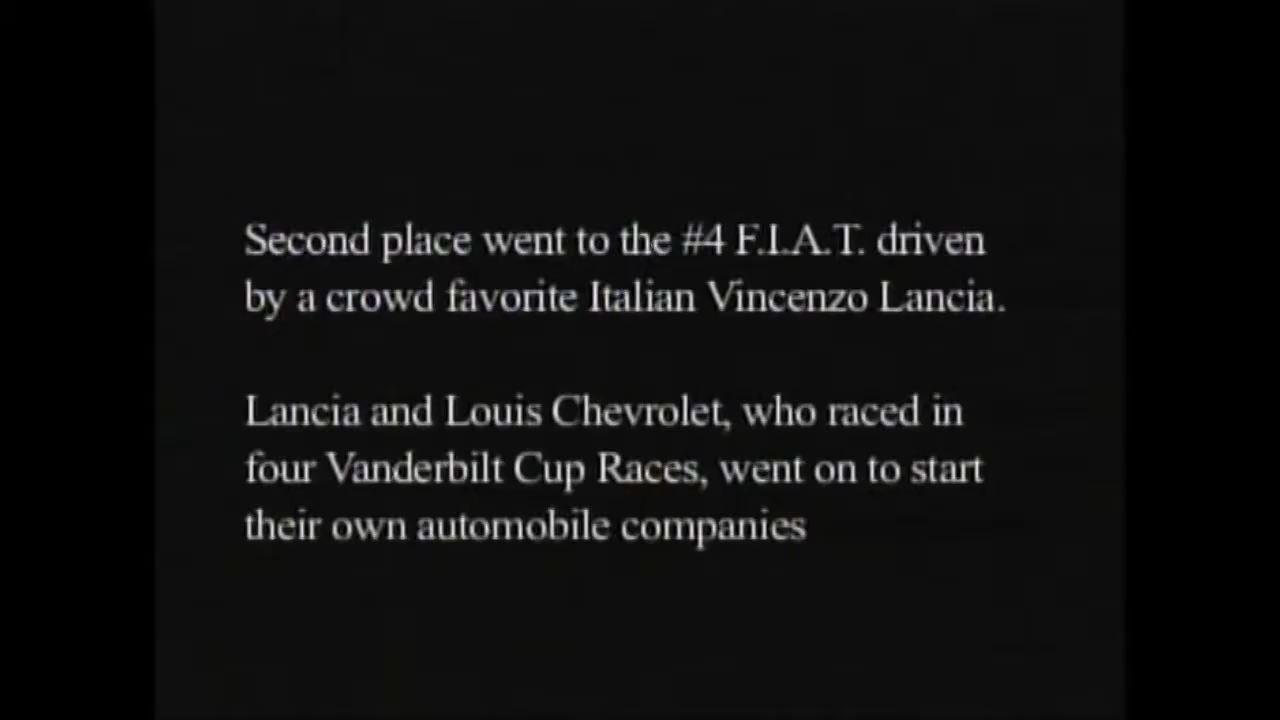 Second place went to the #4 F.I.A.T. driven
by a crowd favorite Italian Vincenzo Lancia.
Lancia and Louis Chevrolet, who raced in
four Vanderbilt Cup Races, went on to start
their own automobile companies